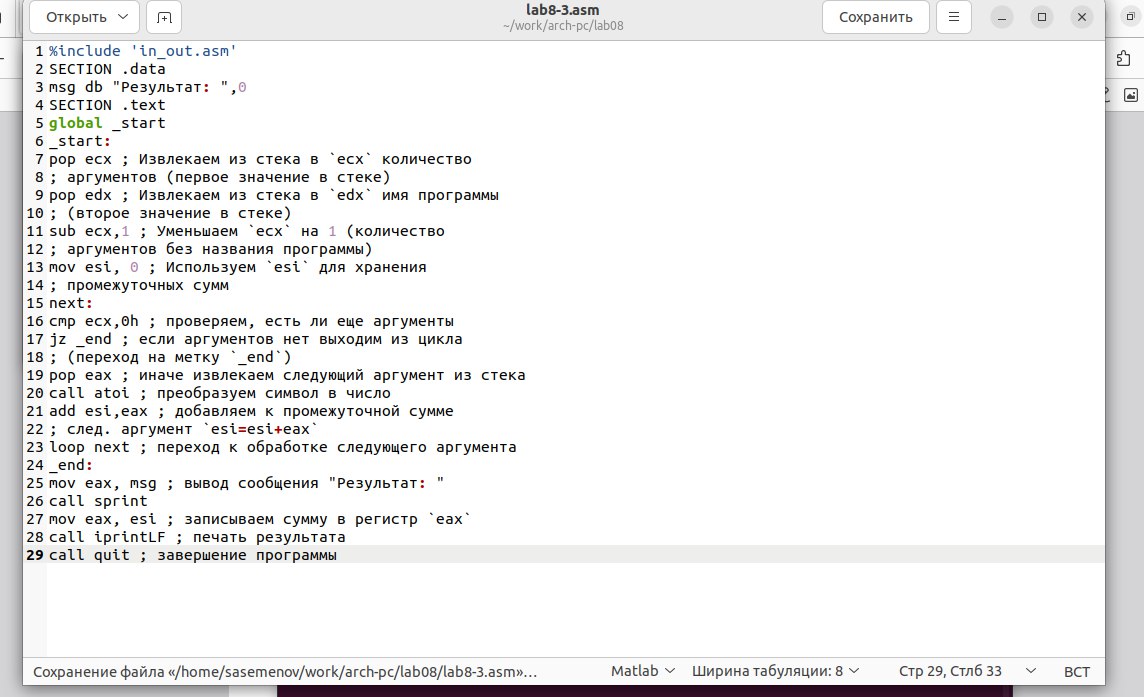 Открыть
lab8-3.asm
~/work/arch-pc/lab08
Сохранить
1 %include 'in_out.asm'
2 SECTION .data
3 msg db "Результат: ",0
4 SECTION .text
5 global _start
6 _start:
7 pop ecx ; Извлекаем из стека в `ecx` количество
8 ; аргументов (первое значение в стеке)
9 pop edx ; Извлекаем из стека в `edx` имя программы
10 ; (второе значение в стеке)
11 sub ecx,1 ; Уменьшаем `ecx` на 1 (количество
12 ; аргументов без названия программы)
13 mov esi, 0 ; Используем `esi` для хранения
14 ; промежуточных сумм
15 next:
16 cmp ecx,0h ; проверяем, есть ли еще аргументы
17 jz _end ; если аргументов нет выходим из цикла
18 ; (переход на метку `_end`)
19 pop eax ; иначе извлекаем следующий аргумент из стека
20 call atoi ; преобразуем символ в число
21 add esi,eax ; добавляем к промежуточной сумме
22 ; след. аргумент `esi=esi+eax`
23 loop next ; переход к обработке следующего аргумента
24 _end:
25 mov eax, msg ; вывод сообщения "Результат: "
26 call sprint
27 mov eax, esi ; записываем сумму в регистр `eax`
28 call iprintLF ; печать результата
29 call quit ; завершение программы
Сохранение файла «/home/sasemenov/work/arch-pc/lab08/lab8-3.asm»...
Matlab
Ширина табуляции: 8
Стр 29, Стлб 33
ВСТ